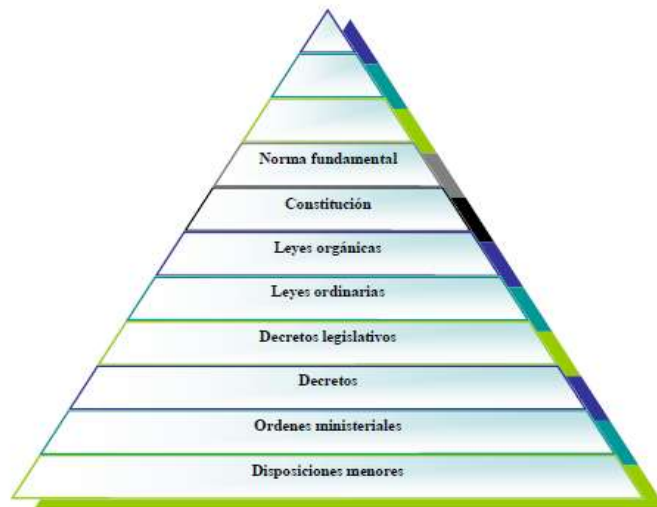 Norma fundamental
Constitución
Leyes orgánicas
Leyes ordinarias
Decretos legislativos
Decretos
Ordenes ministeriales
Disposiciones menores